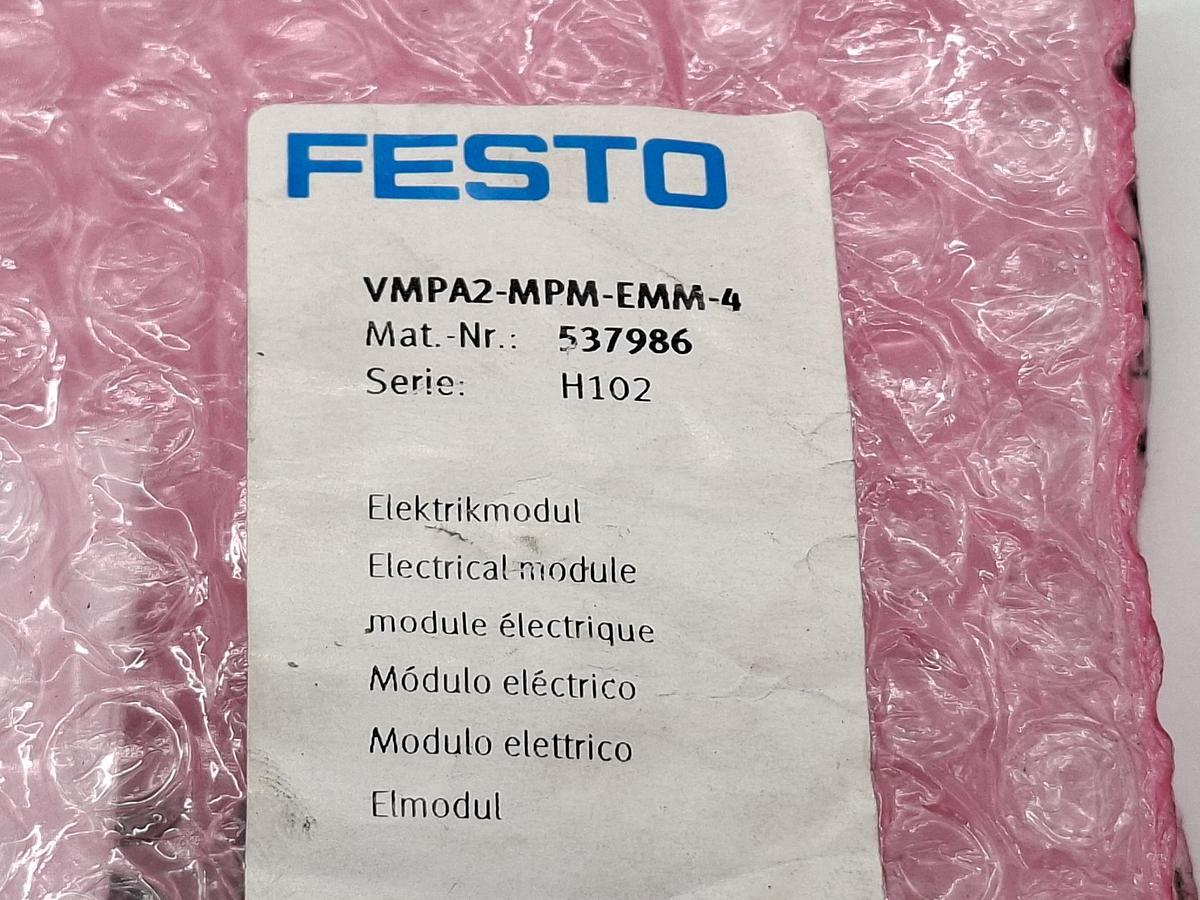 FESTO
VMPA2-MPM-EMM-4
Mat.-Nr.: 537986
Serie: H102
Elektrikmodul
Electrical module
module électrique
Módulo eléctrico
Modulo elettrico
Elmodul